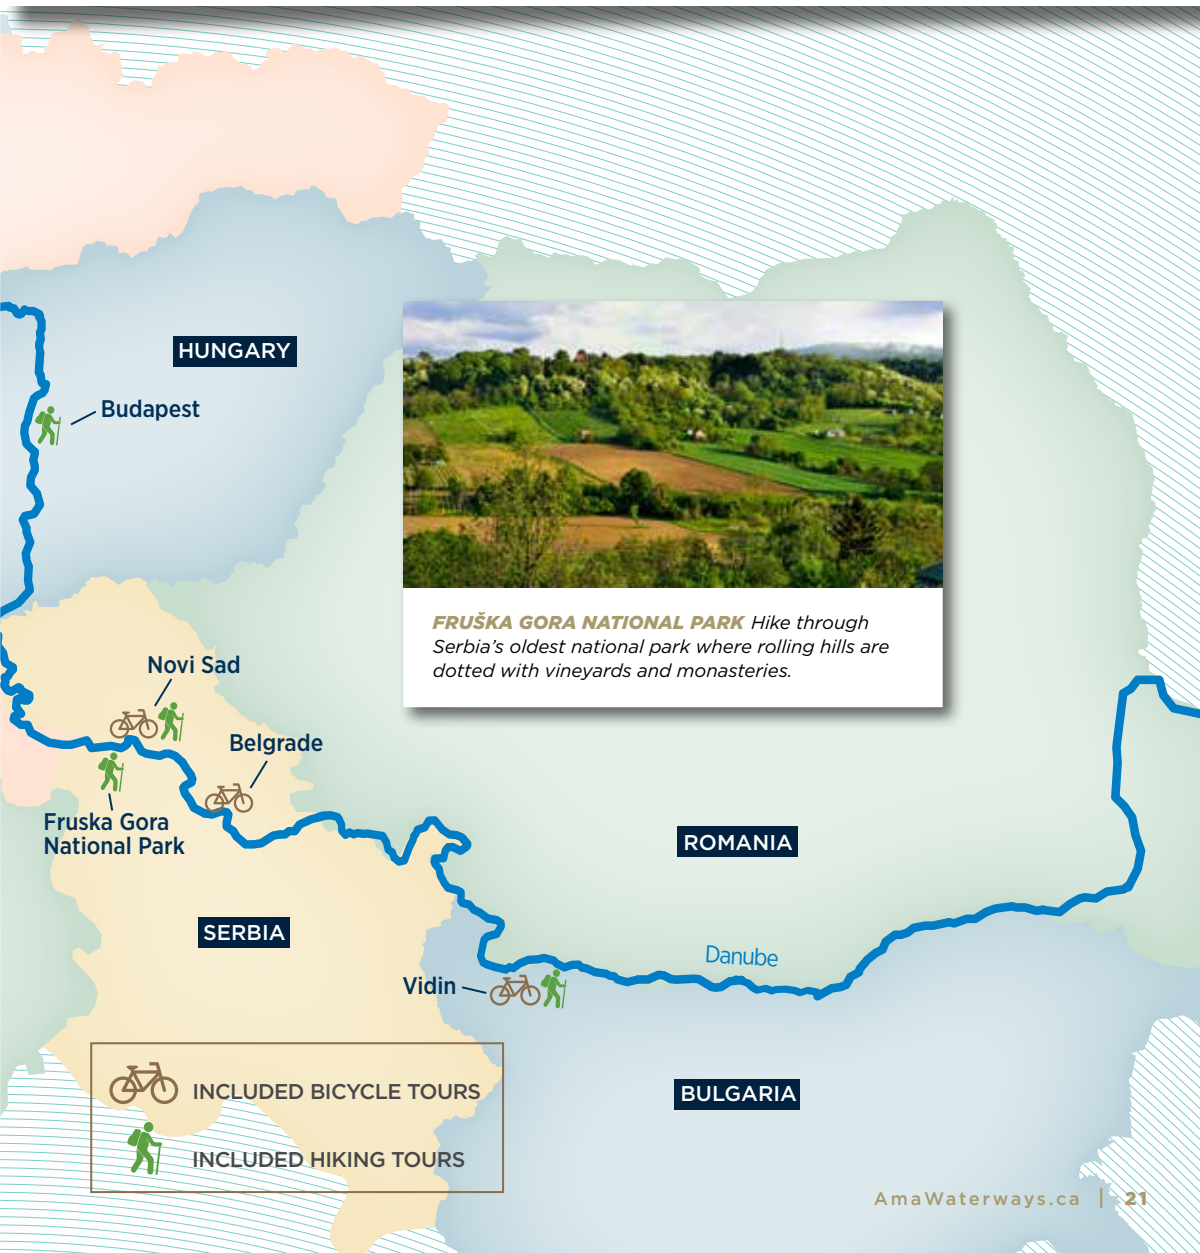 HUNGARY
Budapest
FRUŠKA GORA NATIONAL PARK Hike through
Serbia's oldest national park where rolling hills are
dotted with vineyards and monasteries.
Novi Sad
Belgrade
Fruska Gora
National Park
ROMANIA
SERBIA
Danube
Vidin
BULGARIA
INCLUDED BICYCLE TOURS
INCLUDED HIKING TOURS
AmaWaterways.ca | 21